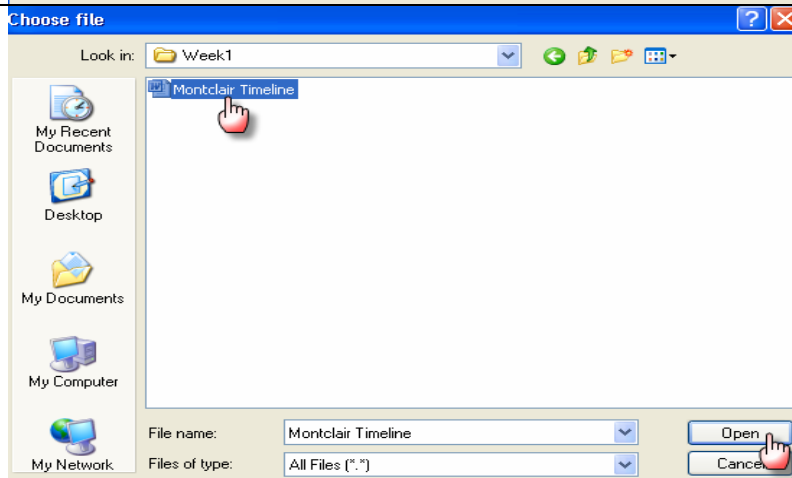 Choose file
Look in:
Week1
Montclair Timeline
My Recent
Documents
Desktop
My Documents
My Computer
My Network
File name:
Montclair Timeline
Open
Files of type:
All Files (*.*)
Cancel